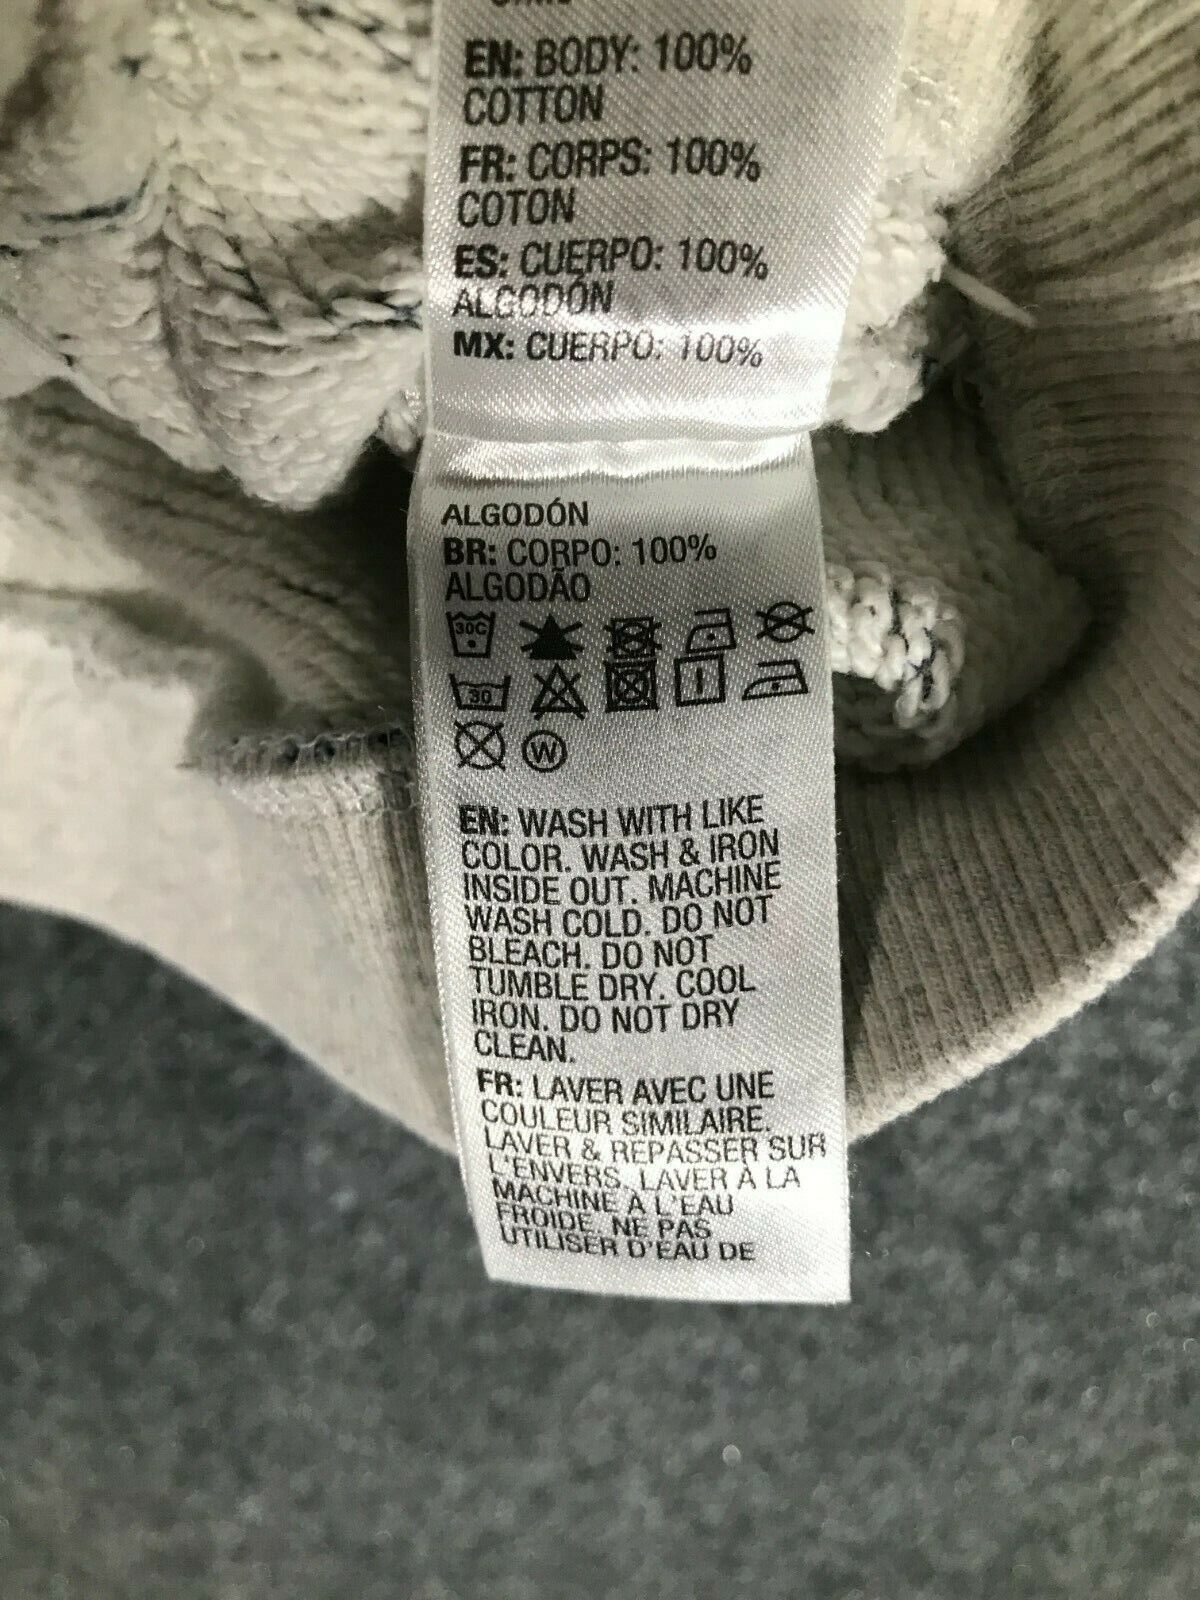 EN: BODY: 100%
COTTON
FR: CORPS: 100%
COTON
ES: CUERPO: 100%
ALGODÓN
MX: CUERPO: 100%
ALGODÓN
BR: CORPO: 100%
ALGODÃO
30C
30
W
EN: WASH WITH LIKE
COLOR. WASH & IRON
INSIDE OUT. MACHINE
WASH COLD. DO NOT
BLEACH. DO NOT
TUMBLE DRY. COOL
IRON. DO NOT DRY
CLEAN.
FR: LAVER AVEC UNE
COULEUR SIMILAIRE.
LAVER & REPASSER SUR
L'ENVERS. LAVER À LA
MACHINE À L'EAU
FROIDE. NE PAS
UTILISER D'EAU DE